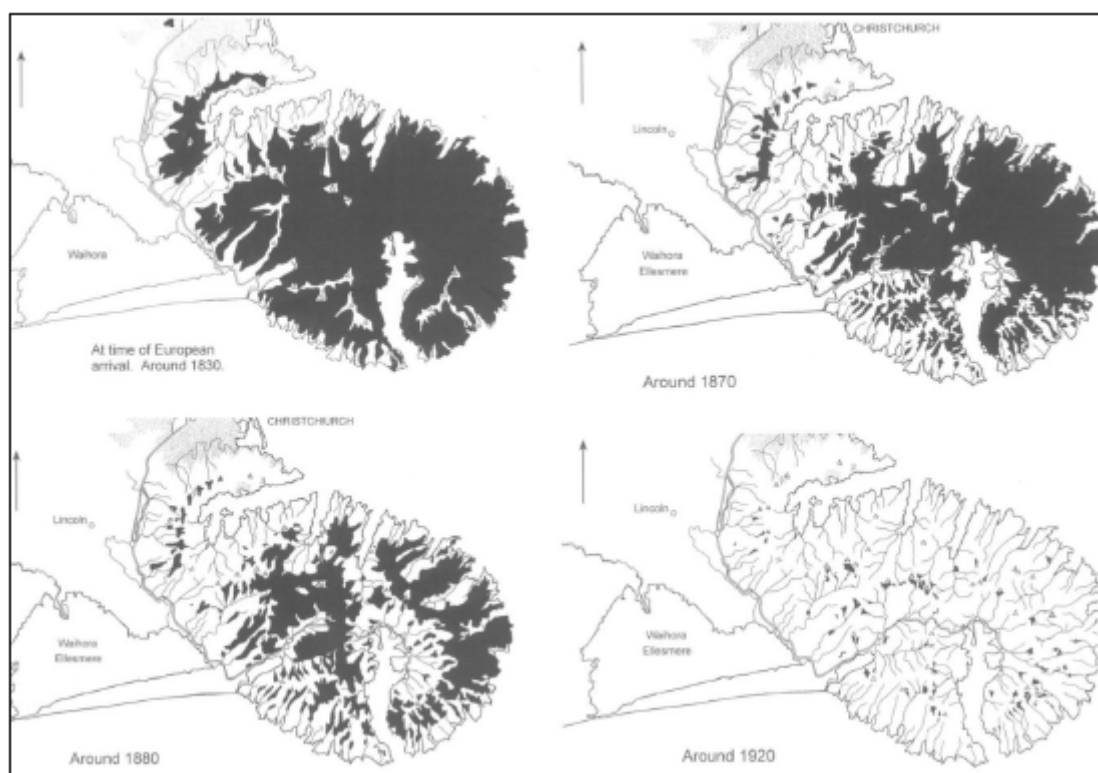 Waihora
At time of European
arrival. Around 1830.
CHRISTCHURCH
Lincoln
Waihora
Ellesmere
Around 1870
CHRISTCHURCH
Lincoln
Waihora
Ellesmere
Around 1880
Lincoln
Waihora
Ellesmere
Around 1920